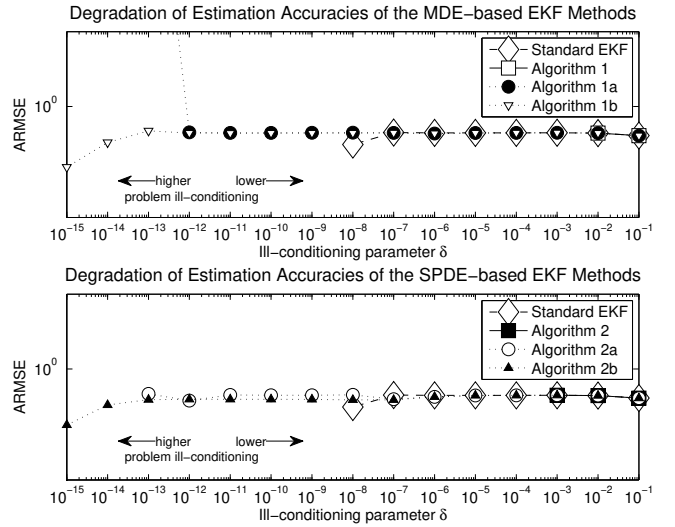 Degradation of Estimation Accuracies of the MDE−based EKF Methods
Standard EKF
Algorithm 1
Algorithm 1a
Algorithm 1b
10^0
ARMSE
higher lower
problem ill−conditioning
10^−15 10^−14 10^−13 10^−12 10^−11 10^−10 10^−9 10^−8 10^−7 10^−6 10^−5 10^−4 10^−3 10^−2 10^−1
Ill−conditioning parameter δ
Degradation of Estimation Accuracies of the SPDE−based EKF Methods
Standard EKF
Algorithm 2
Algorithm 2a
Algorithm 2b
10^0
ARMSE
higher lower
problem ill−conditioning
10^−15 10^−14 10^−13 10^−12 10^−11 10^−10 10^−9 10^−8 10^−7 10^−6 10^−5 10^−4 10^−3 10^−2 10^−1
Ill−conditioning parameter δ